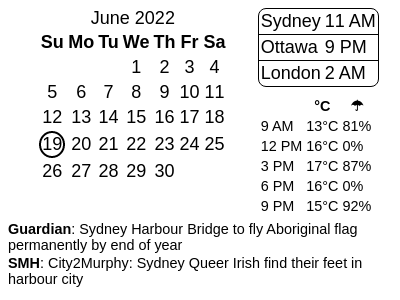 June 2022
Su Mo Tu We Th Fr Sa
1 2 3 4
5 6 7 8 9 10 11
12 13 14 15 16 17 18
19 20 21 22 23 24 25
26 27 28 29 30
Sydney 11 AM
Ottawa 9 PM
London 2 AM
°C ☂
9 AM 13°C 81%
12 PM 16°C 0%
3 PM 17°C 87%
6 PM 16°C 0%
9 PM 15°C 92%
Guardian: Sydney Harbour Bridge to fly Aboriginal flag
permanently by end of year
SMH: City2Murphy: Sydney Queer Irish find their feet in
harbour city